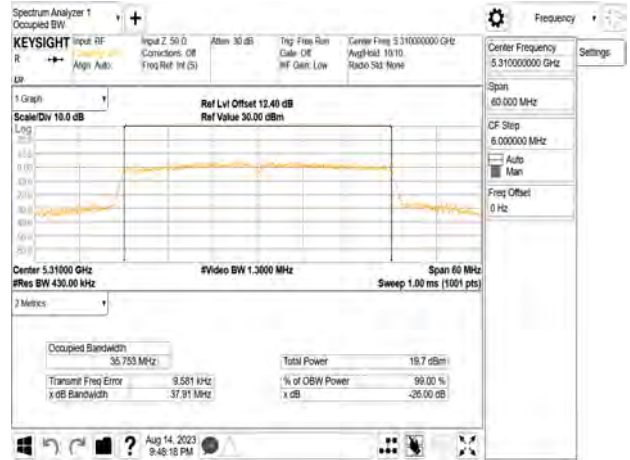 Spectrum Analyzer 1
Occupied BW
Frequency
KEYSIGHT
Input: RF
R
Align: Auto
Input Z: 50 Ω
Corrections: Off
Freq Ref: Int (S)
Atten: 30 dB
Trig: Free Run
Gate: Off
#IF Gain: Low
Center Freq: 5.310000000 GHz
Avg|Hold: 10/10
Radio Std: None
Center Frequency
5.310000000 GHz
Settings
Span
60.000 MHz
CF Step
6.000000 MHz
Auto
Man
Freq Offset
0 Hz
1 Graph
Scale/Div 10.0 dB
Ref Lvl Offset 12.40 dB
Ref Value 30.00 dBm
Log
Center 5.31000 GHz
#Res BW 430.00 kHz
#Video BW 1.3000 MHz
Span 60 MHz
Sweep 1.00 ms (1001 pts)
2 Metrics
Occupied Bandwidth
35.753 MHz
Total Power
19.7 dBm
Transmit Freq Error
9.581 kHz
% of OBW Power
99.00 %
x dB Bandwidth
37.91 MHz
x dB
-26.00 dB
?
Aug 14, 2023
9:48:18 PM